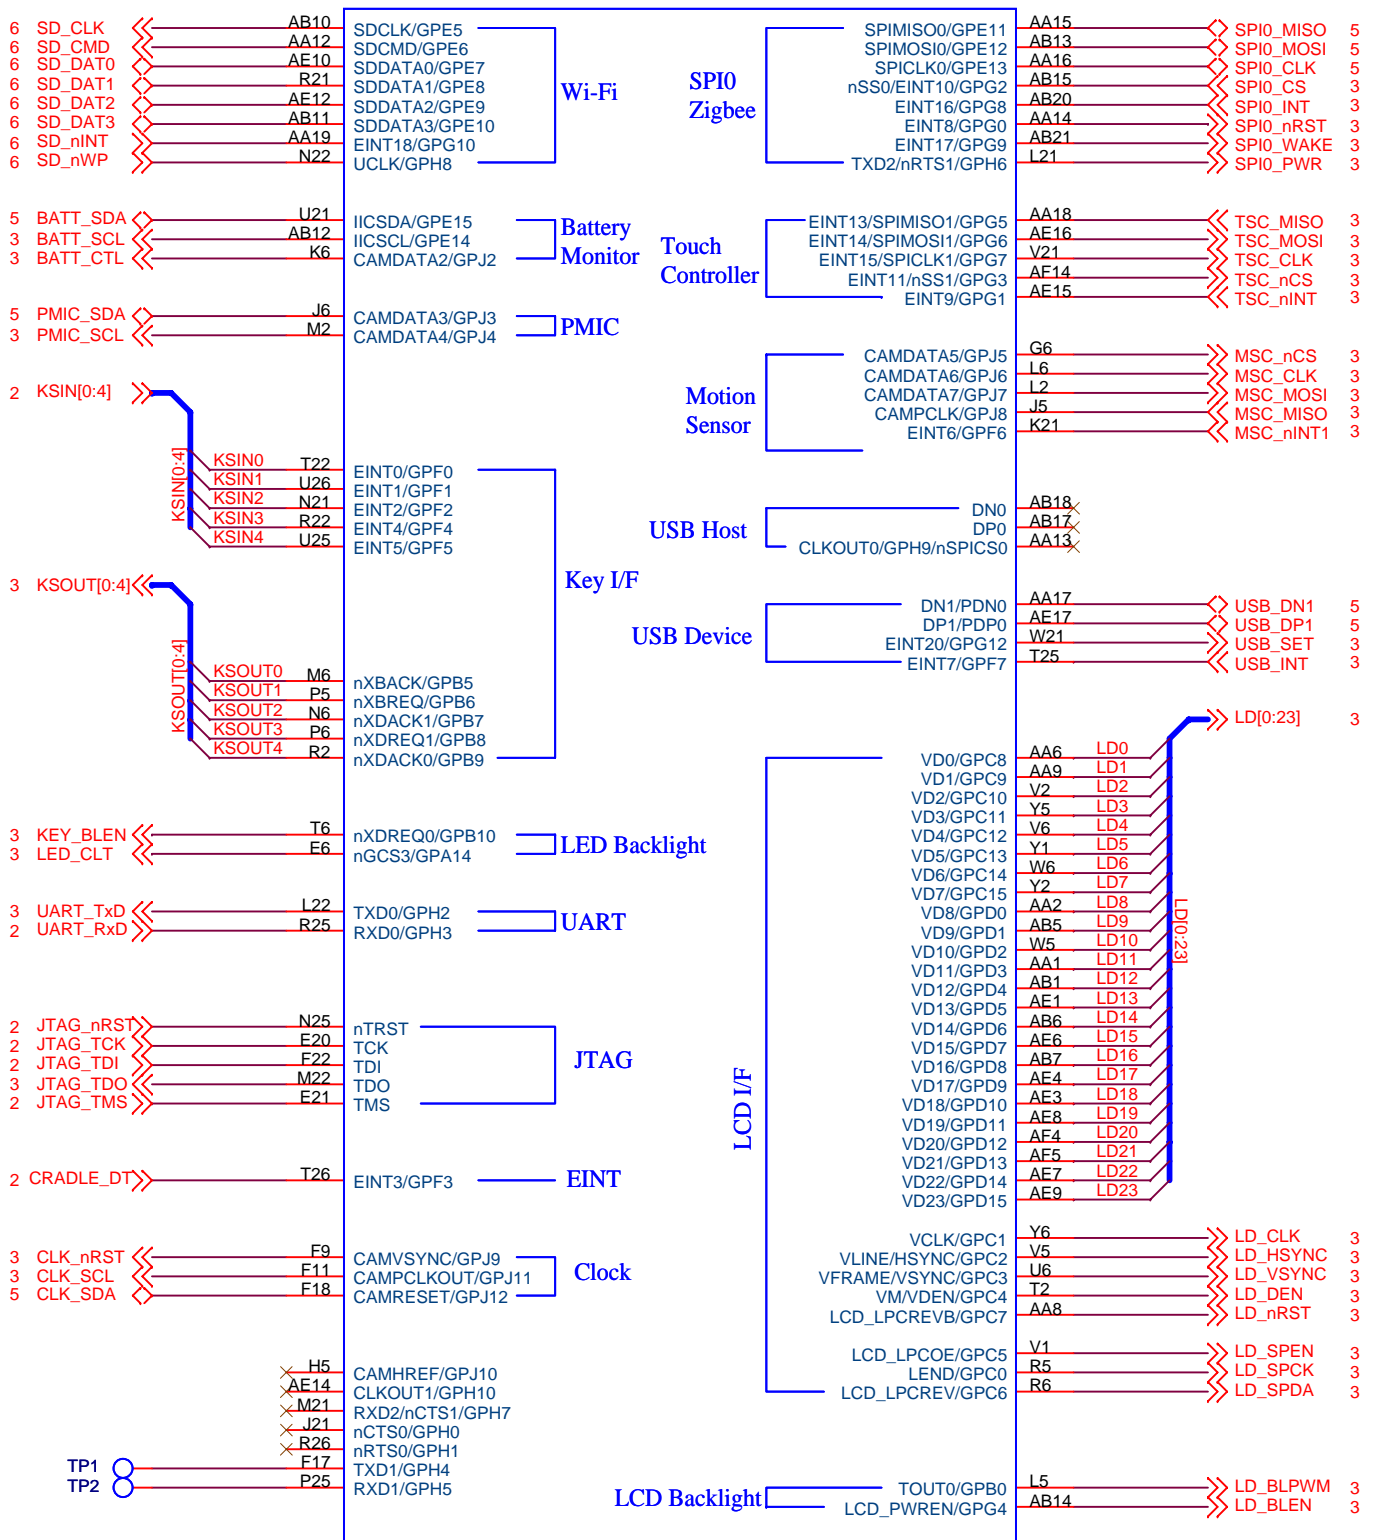 6 SD_CLK AB10 SDCLK/GPE5
6 SD_CMD AA12 SDCMD/GPE6
6 SD_DAT0 AE10 SDDATA0/GPE7
6 SD_DAT1 R21 SDDATA1/GPE8
6 SD_DAT2 AE12 SDDATA2/GPE9
6 SD_DAT3 AB11 SDDATA3/GPE10
6 SD_nINT AA19 EINT18/GPG10
6 SD_nWP N22 UCLK/GPH8
Wi-Fi
5 BATT_SDA U21 IICSDA/GPE15
3 BATT_SCL AB12 IICSCL/GPE14
3 BATT_CTL K6 CAMDATA2/GPJ2
Battery
Monitor
5 PMIC_SDA J6 CAMDATA3/GPJ3
3 PMIC_SCL M2 CAMDATA4/GPJ4
PMIC
2 KSIN[0:4]
KSIN[0:4]
KSIN0 T22 EINT0/GPF0
KSIN1 U26 EINT1/GPF1
KSIN2 N21 EINT2/GPF2
KSIN3 R22 EINT4/GPF4
KSIN4 U25 EINT5/GPF5
Key I/F
3 KSOUT[0:4]
KSOUT[0:4]
KSOUT0 M6 nXBACK/GPB5
KSOUT1 P5 nXBREQ/GPB6
KSOUT2 N6 nXDACK1/GPB7
KSOUT3 P6 nXDREQ1/GPB8
KSOUT4 R2 nXDACK0/GPB9
3 KEY_BLEN T6 nXDREQ0/GPB10
3 LED_CLT E6 nGCS3/GPA14
LED Backlight
3 UART_TxD L22 TXD0/GPH2
2 UART_RxD R25 RXD0/GPH3
UART
2 JTAG_nRST N25 nTRST
2 JTAG_TCK E20 TCK
2 JTAG_TDI F22 TDI
3 JTAG_TDO M22 TDO
2 JTAG_TMS E21 TMS
JTAG
2 CRADLE_DT T26 EINT3/GPF3
EINT
3 CLK_nRST F9 CAMVSYNC/GPJ9
3 CLK_SCL F11 CAMPCLKOUT/GPJ11
5 CLK_SDA F18 CAMRESET/GPJ12
Clock
H5 CAMHREF/GPJ10
AE14 CLKOUT1/GPH10
M21 RXD2/nCTS1/GPH7
J21 nCTS0/GPH0
R26 nRTS0/GPH1
TP1 F17 TXD1/GPH4
TP2 P25 RXD1/GPH5
SPI0
Zigbee
SPIMISO0/GPE11 AA15 SPI0_MISO 5
SPIMOSI0/GPE12 AB13 SPI0_MOSI 5
SPICLK0/GPE13 AA16 SPI0_CLK 5
nSS0/EINT10/GPG2 AB15 SPI0_CS 3
EINT16/GPG8 AB20 SPI0_INT 3
EINT8/GPG0 AA14 SPI0_nRST 3
EINT17/GPG9 AB21 SPI0_WAKE 3
TXD2/nRTS1/GPH6 L21 SPI0_PWR 3
Touch
Controller
EINT13/SPIMISO1/GPG5 AA18 TSC_MISO 3
EINT14/SPIMOSI1/GPG6 AE16 TSC_MOSI 3
EINT15/SPICLK1/GPG7 V21 TSC_CLK 3
EINT11/nSS1/GPG3 AF14 TSC_nCS 3
EINT9/GPG1 AE15 TSC_nINT 3
Motion
Sensor
CAMDATA5/GPJ5 G6 MSC_nCS 3
CAMDATA6/GPJ6 L6 MSC_CLK 3
CAMDATA7/GPJ7 L2 MSC_MOSI 3
CAMPCLK/GPJ8 J5 MSC_MISO 3
EINT6/GPF6 K21 MSC_nINT1 3
USB Host
DN0 AB18
DP0 AB17
CLKOUT0/GPH9/nSPICS0 AA13
USB Device
DN1/PDN0 AA17 USB_DN1 5
DP1/PDP0 AE17 USB_DP1 5
EINT20/GPG12 W21 USB_SET 3
EINT7/GPF7 T25 USB_INT 3
LD[0:23] 3
LD[0:23]
LCD I/F
VD0/GPC8 AA6 LD0
VD1/GPC9 AA9 LD1
VD2/GPC10 V2 LD2
VD3/GPC11 Y5 LD3
VD4/GPC12 V6 LD4
VD5/GPC13 Y1 LD5
VD6/GPC14 W6 LD6
VD7/GPC15 Y2 LD7
VD8/GPD0 AA2 LD8
VD9/GPD1 AB5 LD9
VD10/GPD2 W5 LD10
VD11/GPD3 AA1 LD11
VD12/GPD4 AB1 LD12
VD13/GPD5 AE1 LD13
VD14/GPD6 AB6 LD14
VD15/GPD7 AE6 LD15
VD16/GPD8 AB7 LD16
VD17/GPD9 AE4 LD17
VD18/GPD10 AE3 LD18
VD19/GPD11 AE8 LD19
VD20/GPD12 AF4 LD20
VD21/GPD13 AF5 LD21
VD22/GPD14 AE7 LD22
VD23/GPD15 AE9 LD23
VCLK/GPC1 Y6 LD_CLK 3
VLINE/HSYNC/GPC2 V5 LD_HSYNC 3
VFRAME/VSYNC/GPC3 U6 LD_VSYNC 3
VM/VDEN/GPC4 T2 LD_DEN 3
LCD_LPCREVB/GPC7 AA8 LD_nRST 3
LCD_LPCOE/GPC5 V1 LD_SPEN 3
LEND/GPC0 R5 LD_SPCK 3
LCD_LPCREV/GPC6 R6 LD_SPDA 3
LCD Backlight
TOUT0/GPB0 L5 LD_BLPWM 3
LCD_PWREN/GPG4 AB14 LD_BLEN 3